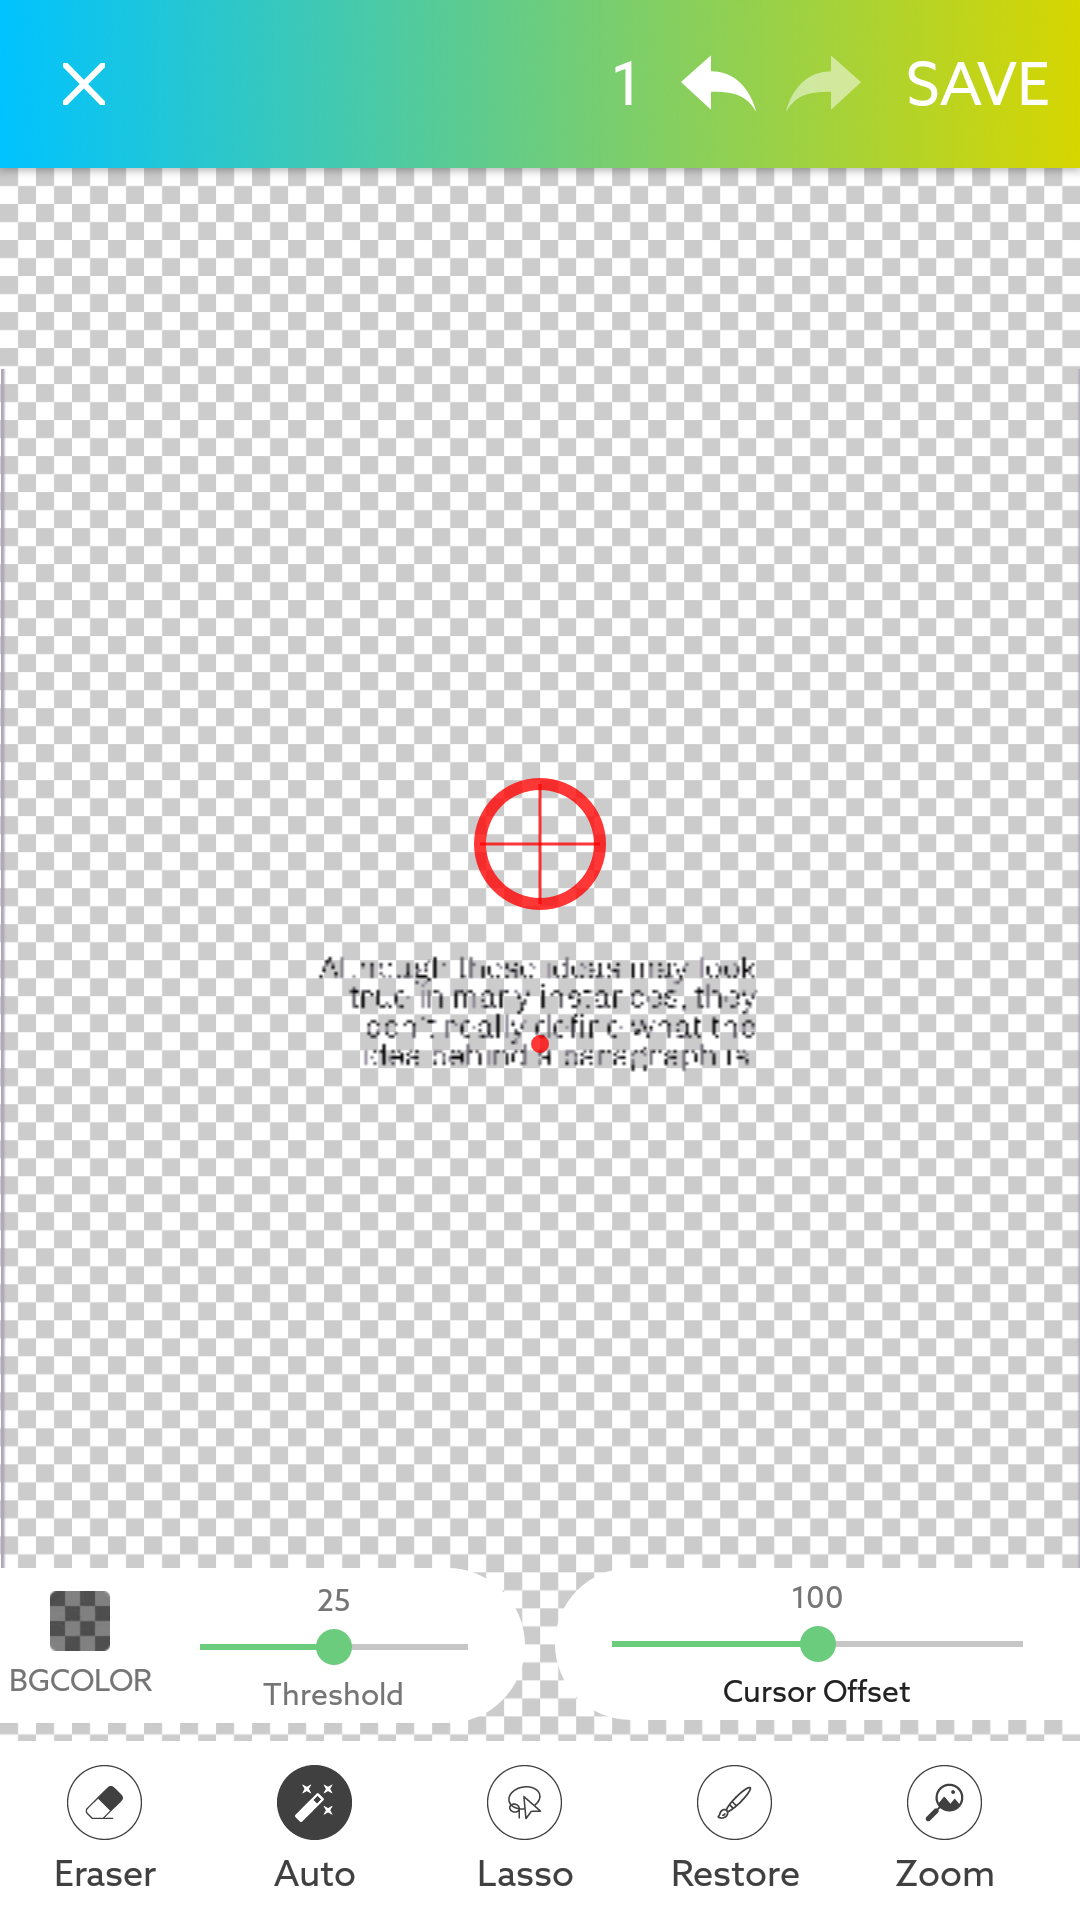 1 SAVE
Although these ideas may look
true in many instances, they
don't really define what the
idea behind a paragraph is.
25 100
BGCOLOR Threshold Cursor Offset
Eraser Auto Lasso Restore Zoom